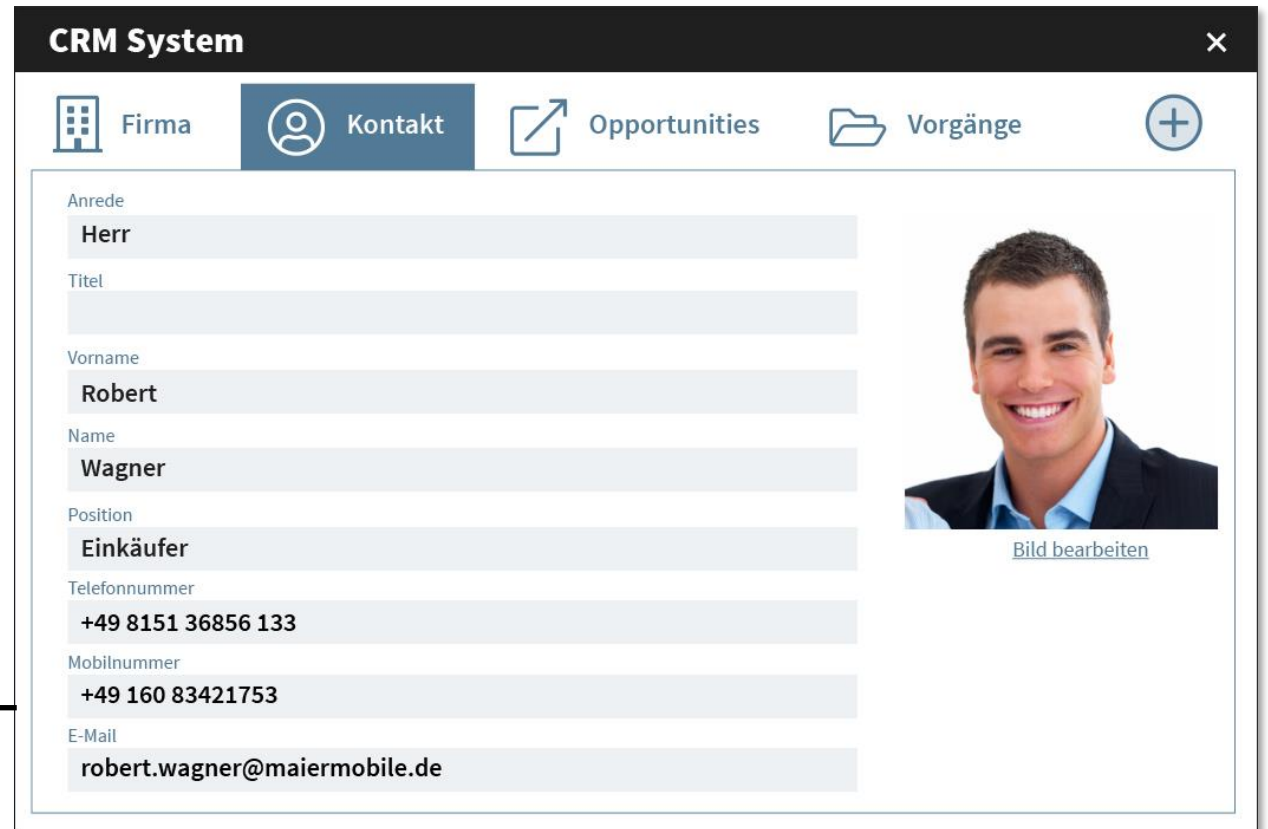 CRM System
Firma
Kontakt
Opportunities
Vorgänge
Anrede
Herr
Titel
Vorname
Robert
Name
Wagner
Position
Einkäufer
Telefonnummer
+49 8151 36856 133
Mobilnummer
+49 160 83421753
E-Mail
robert.wagner@maiermobile.de
Bild bearbeiten